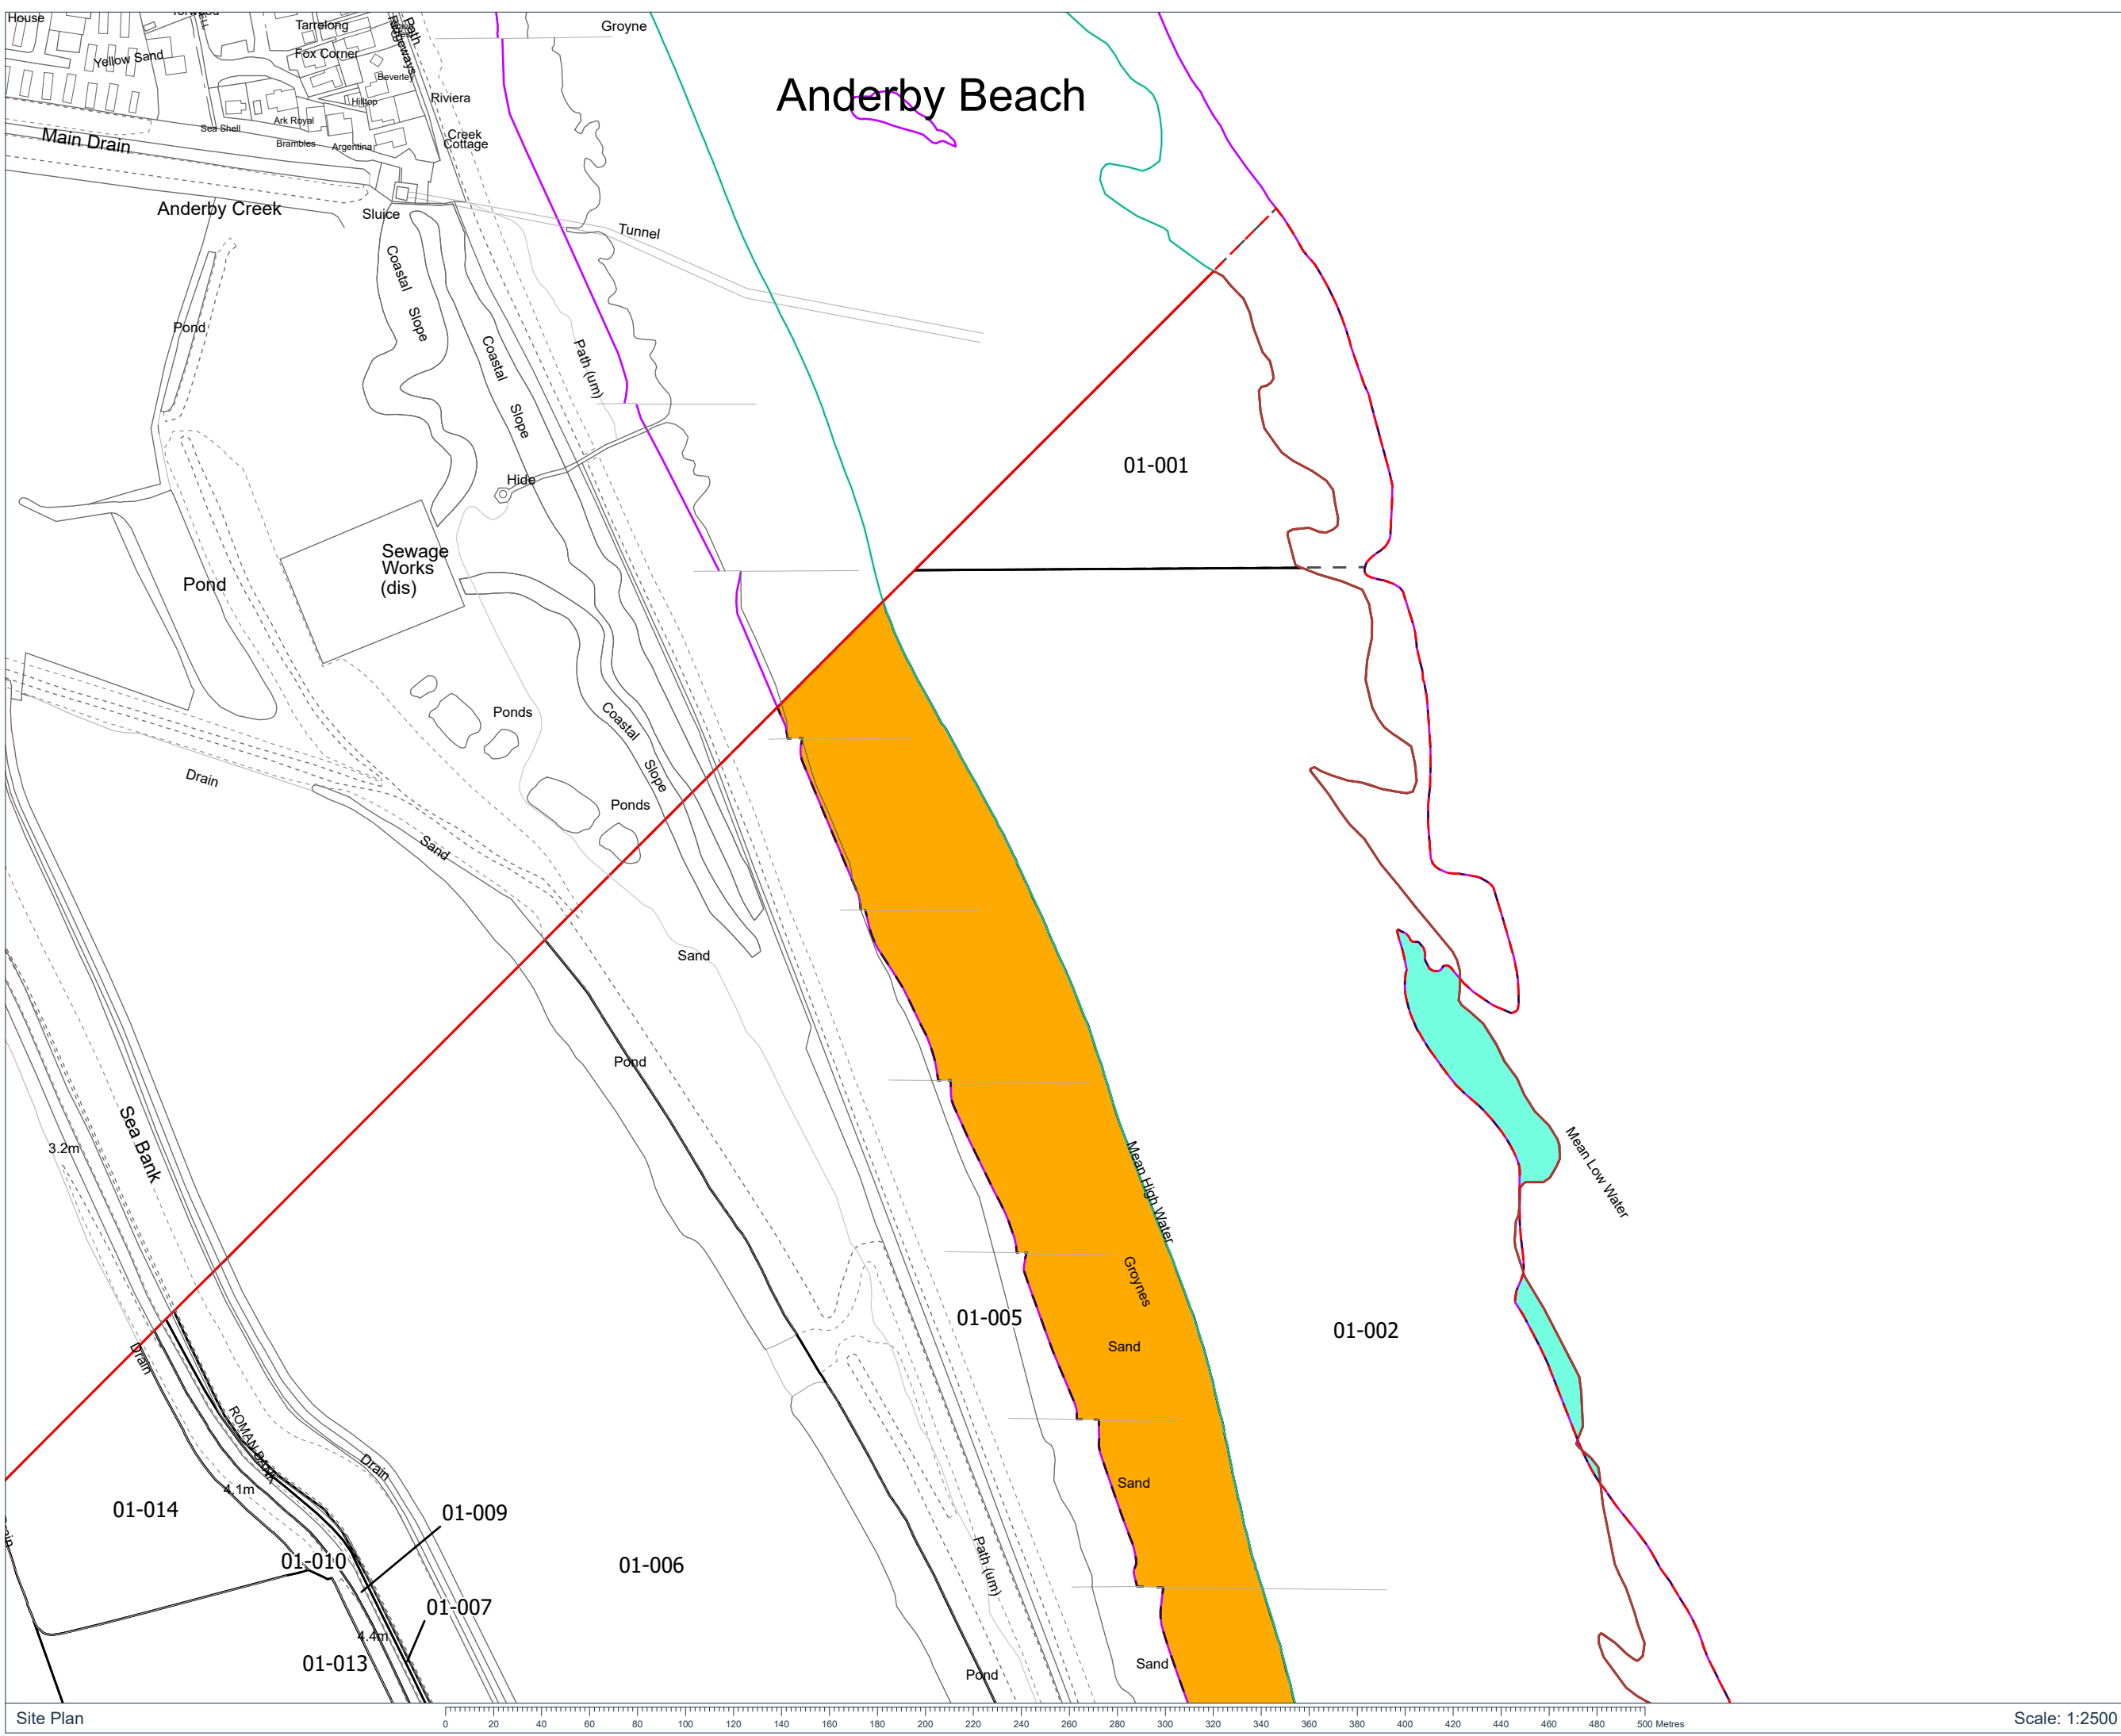 House
Tarrelong
Path
Ridgeways
Groyne
Yellow Sand
Fox Corner
Beverley
Hilltop
Riviera
Anderby Beach
Sea Shell
Ark Royal
Creek
Cottage
Main Drain
Brambles
Argentina
Anderby Creek
Sluice
Tunnel
Coastal
Slope
Pond
Coastal
Slope
Path (um)
01-001
Hide
Sewage
Works
(dis)
Pond
Ponds
Coastal
Slope
Drain
Ponds
Sand
Sand
Pond
Sea Bank
3.2m
Mean High Water
Mean Low Water
Groynes
01-005
01-002
Sand
Drain
ROMAN BANK
Drain
4.1m
Sand
01-014
01-009
01-010
01-006
Path (um)
01-007
4.4m
01-013
Sand
Pond
Site Plan
0 20 40 60 80 100 120 140 160 180 200 220 240 260 280 300 320 340 360 380 400 420 440 460 480 500 Metres
Scale: 1:2500